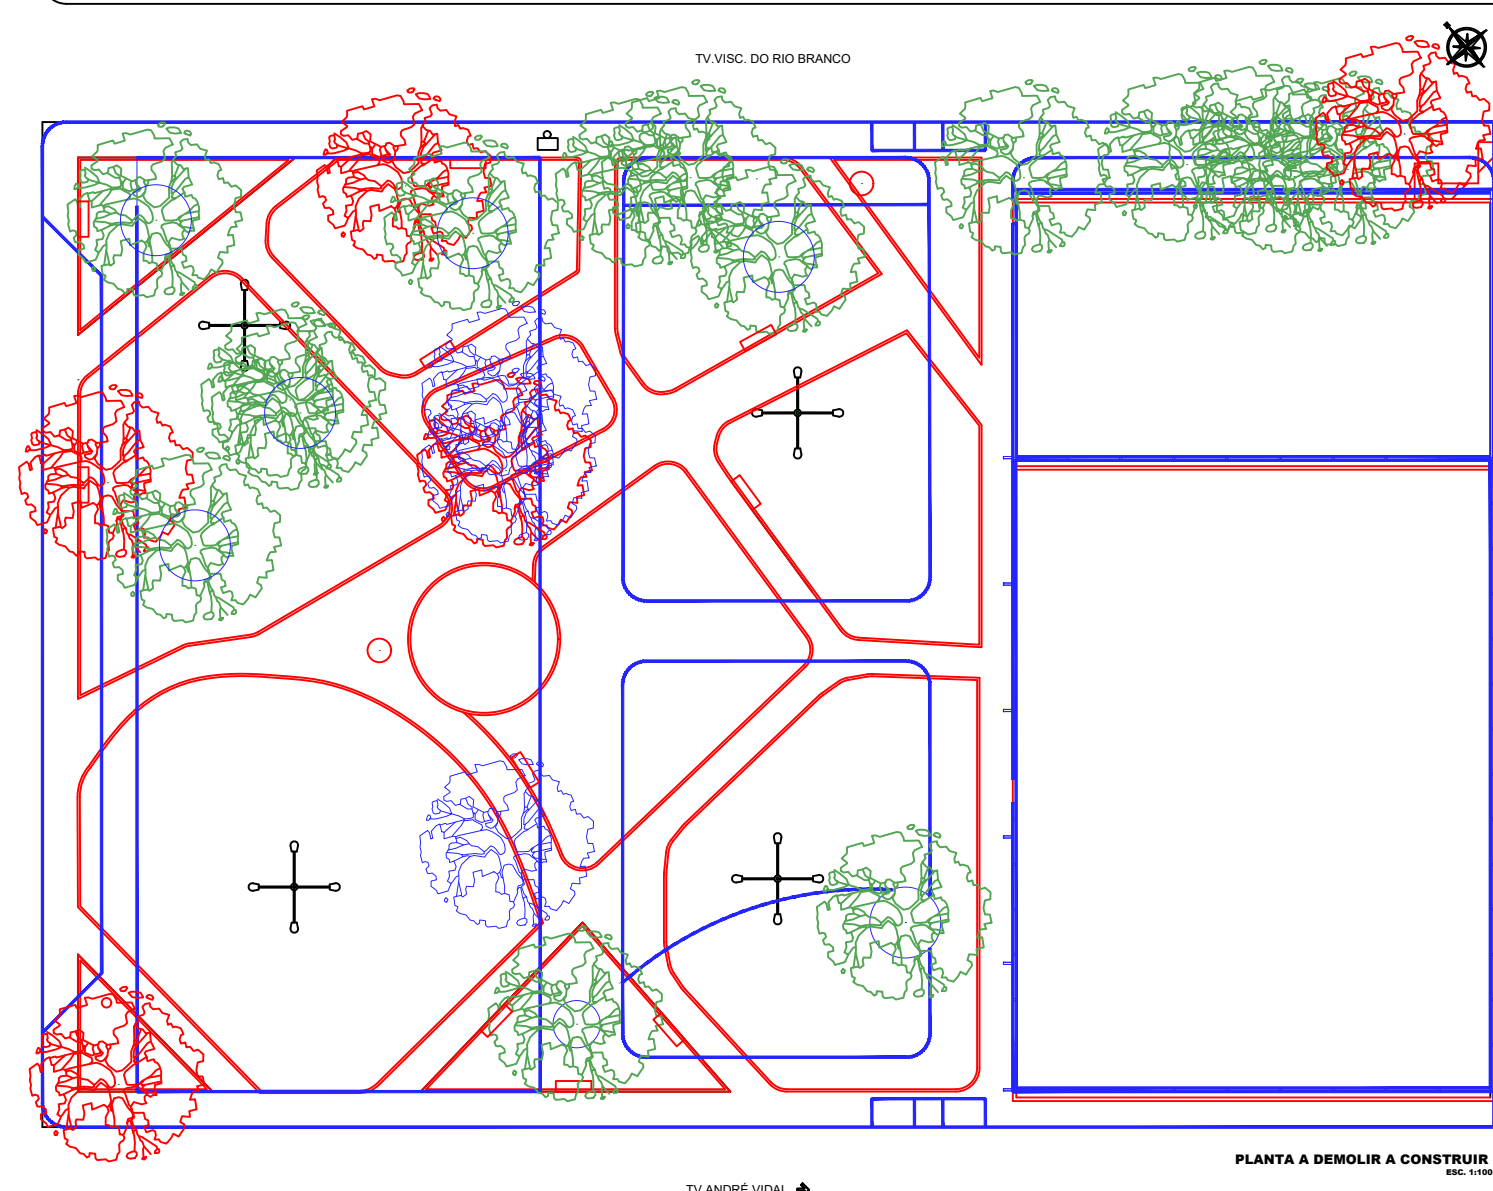 TV.VISC. DO RIO BRANCO
PLANTA A DEMOLIR A CONSTRUIR
ESC. 1:100
TV ANDRÉ VIDAL